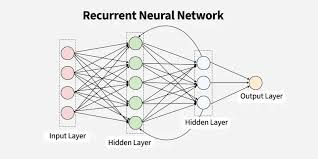 Recurrent Neural Network
Input Layer
Hidden Layer
Hidden Layer
Output Layer